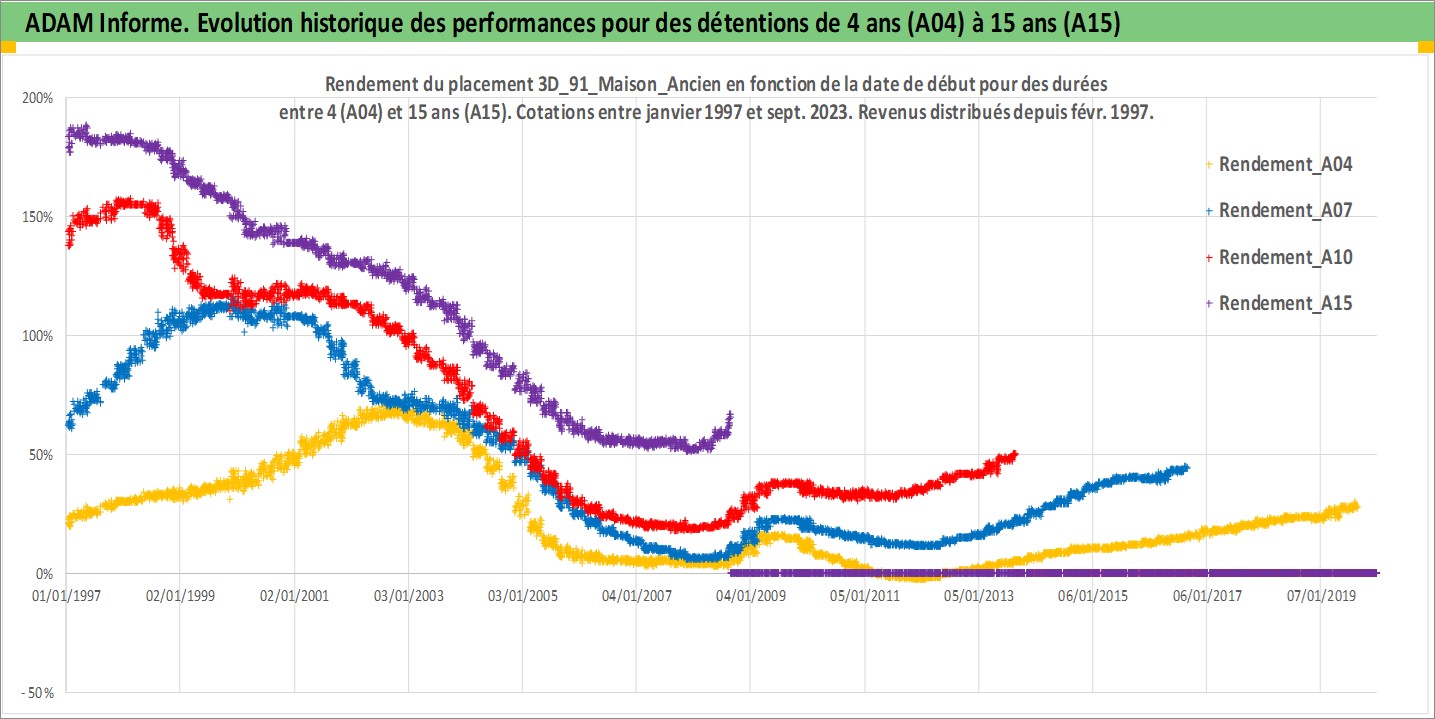 ADAM Informe. Evolution historique des performances pour des détentions de 4 ans (A04) à 15 ans (A15)
Rendement du placement 3D_91_Maison_Ancien en fonction de la date de début pour des durées
entre 4 (A04) et 15 ans (A15). Cotations entre janvier 1997 et sept. 2023. Revenus distribués depuis févr. 1997.
200%
150%
100%
50%
0%
-50%
Rendement_A04
Rendement_A07
Rendement_A10
Rendement_A15
01/01/1997 02/01/1999 02/01/2001 03/01/2003 03/01/2005 04/01/2007 04/01/2009 05/01/2011 05/01/2013 06/01/2015 06/01/2017 07/01/2019